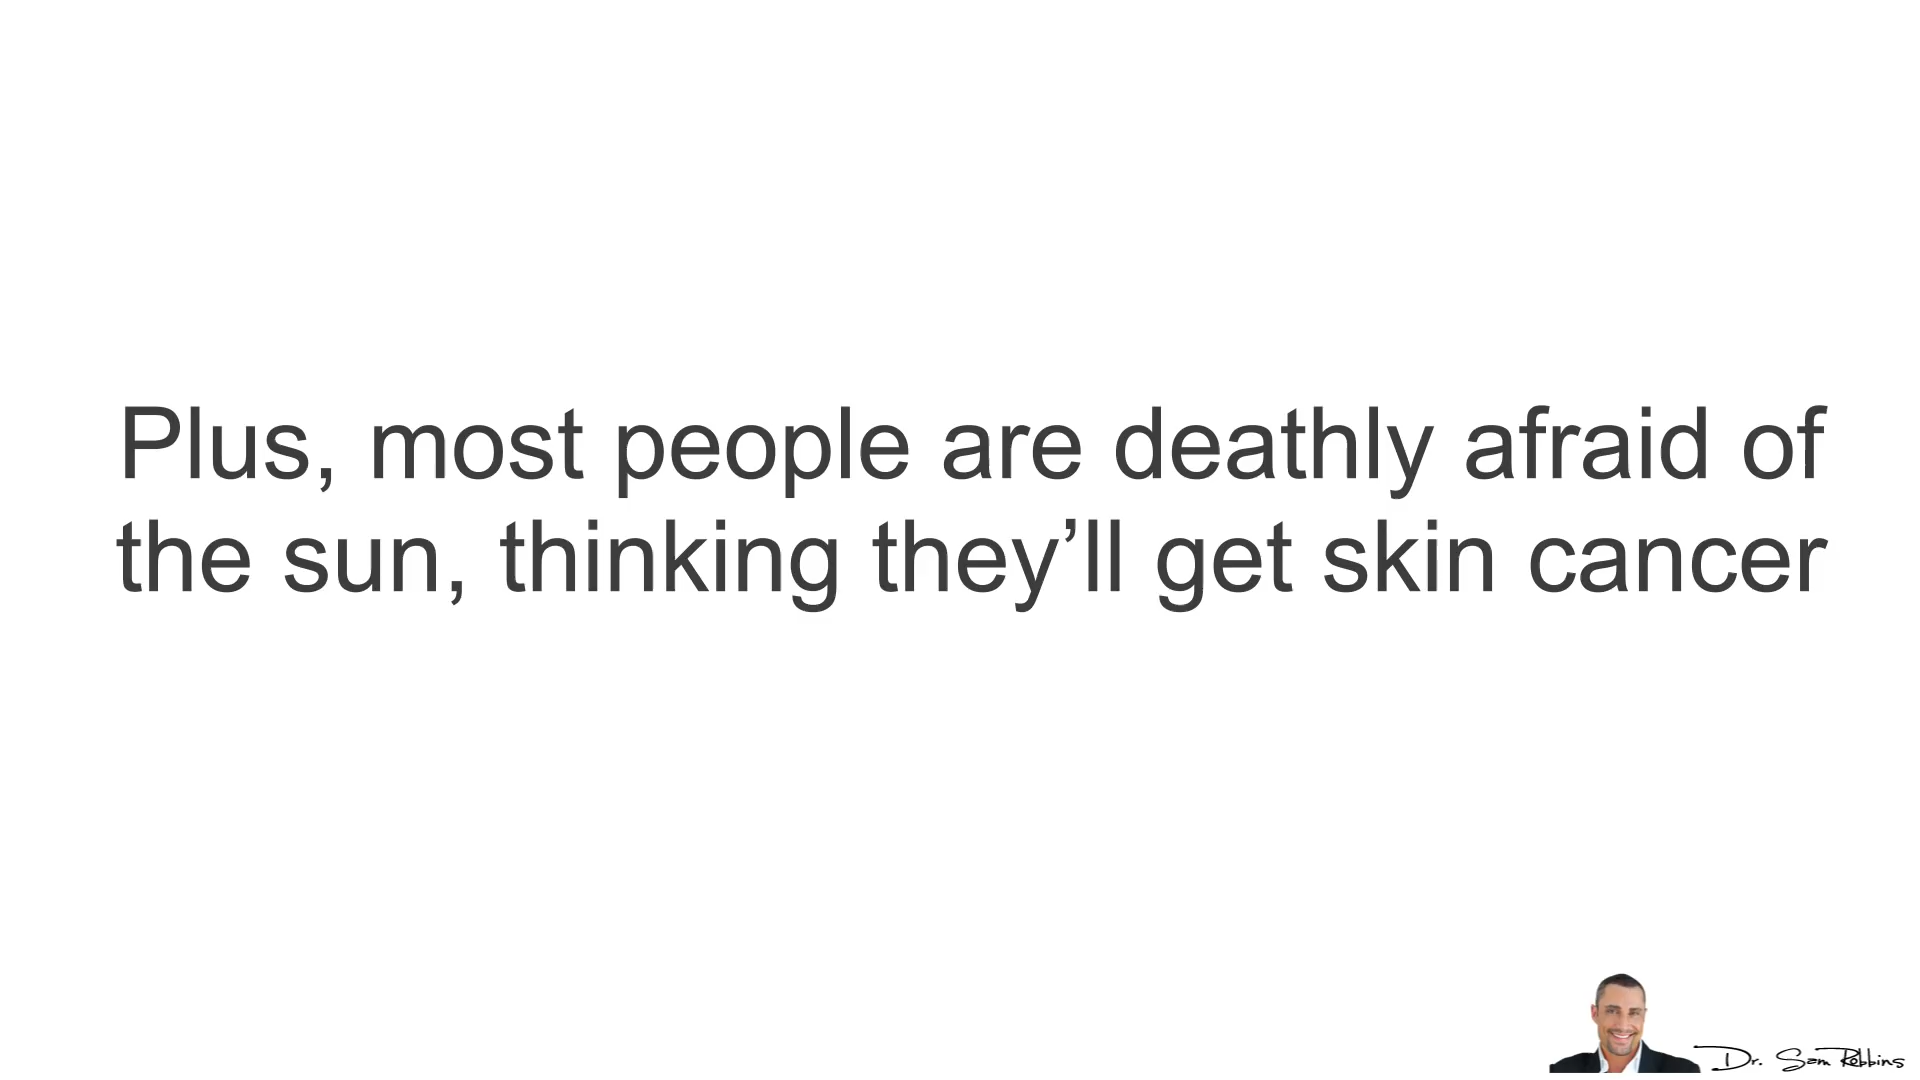 Plus, most people are deathly afraid of
the sun, thinking they’ll get skin cancer
Dr. Sam Robbins